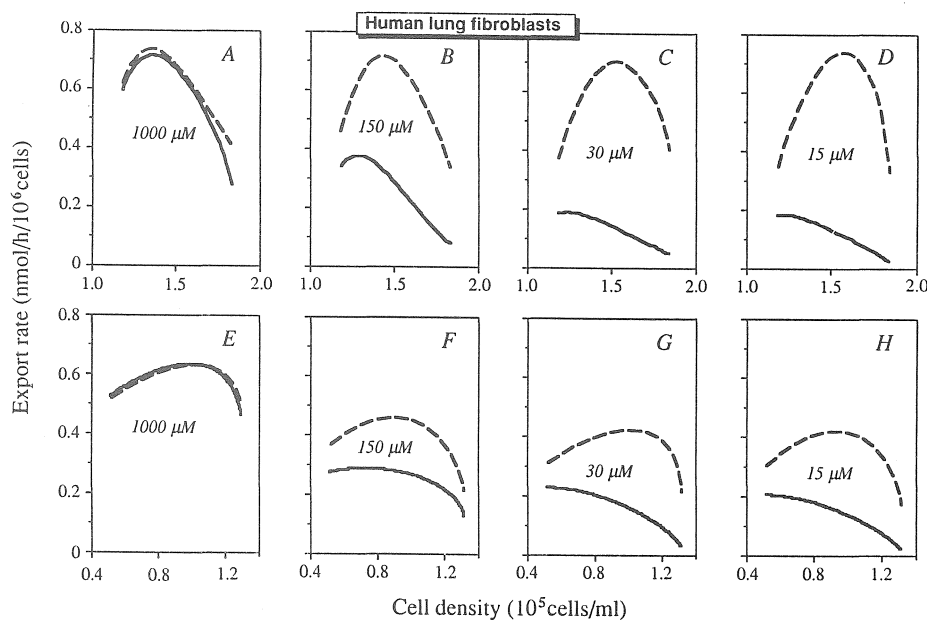 Human lung fibroblasts
0.8
0.6
0.4
0.2
0
A
1000 µM
B
150 µM
C
30 µM
D
15 µM
1.0 1.5 2.0
1.0 1.5 2.0
1.0 1.5 2.0
1.0 1.5 2.0
Export rate (nmol/h/10⁶cells)
0.8
0.6
0.4
0.2
0
E
1000 µM
F
150 µM
G
30 µM
H
15 µM
0.4 0.8 1.2
0.4 0.8 1.2
0.4 0.8 1.2
0.4 0.8 1.2
Cell density (10⁵cells/ml)